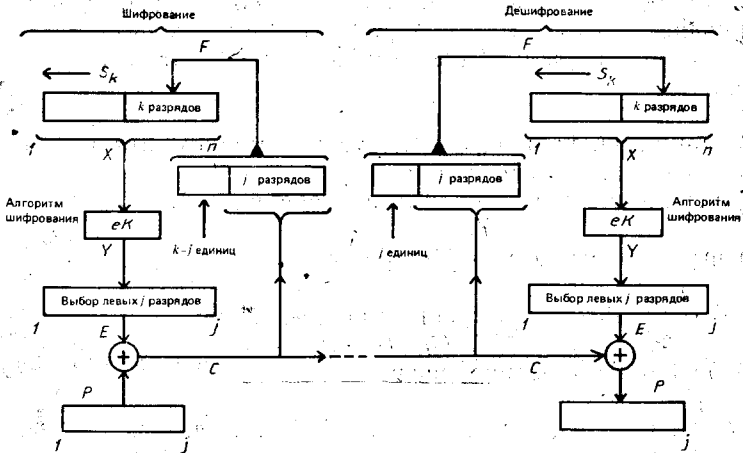 Шифрование
Дешифрование
F
F
S_k
S_k
k разрядов
k разрядов
1 X n
1 X n
j разрядов
j разрядов
Алгоритм
шифрования
eK
eK
Алгоритм
шифрования
Y
Y
k–j единиц
j единиц
Выбор левых j разрядов
Выбор левых j разрядов
1 E j
1 E j
+
+
C
C
P
P
1 j
j